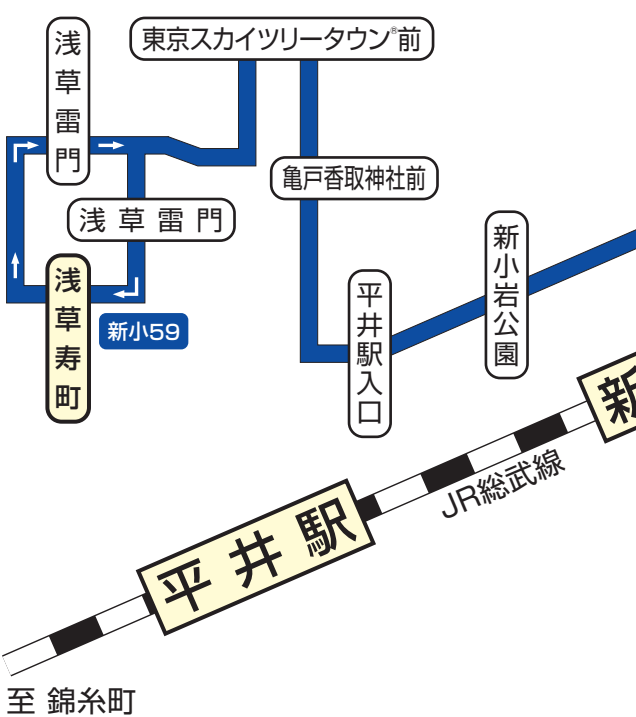 東京スカイツリータウン®前
浅草雷門
亀戸香取神社前
浅草雷門
新小岩公園
浅草寿町
新小59
平井駅入口
新
JR総武線
平井駅
至 錦糸町